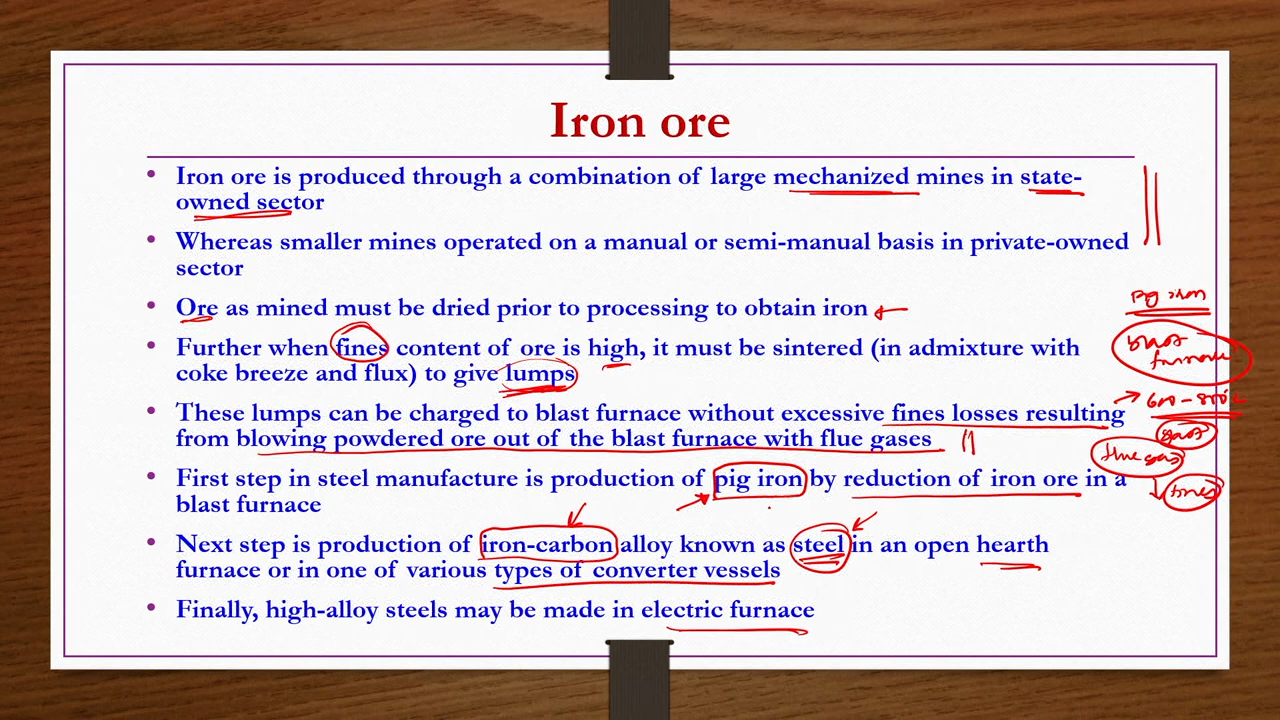 Iron ore
• Iron ore is produced through a combination of large mechanized mines in state-
owned sector
• Whereas smaller mines operated on a manual or semi-manual basis in private-owned
sector
• Ore as mined must be dried prior to processing to obtain iron
• Further when fines content of ore is high, it must be sintered (in admixture with
coke breeze and flux) to give lumps
• These lumps can be charged to blast furnace without excessive fines losses resulting
from blowing powdered ore out of the blast furnace with flue gases
• First step in steel manufacture is production of pig iron by reduction of iron ore in a
blast furnace
• Next step is production of iron-carbon alloy known as steel in an open hearth
furnace or in one of various types of converter vessels
• Finally, high-alloy steels may be made in electric furnace
pig iron
blast
furnace
flue gas
fines